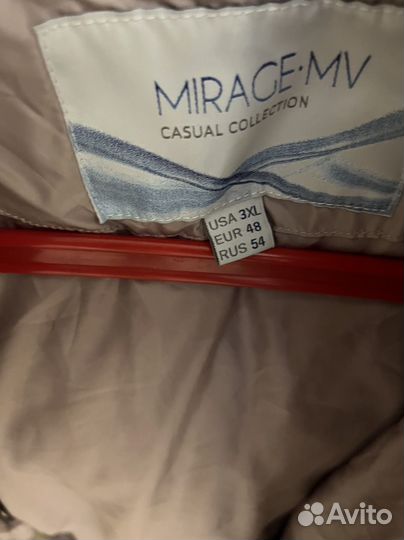 MIRAGE·MV
CASUAL COLLECTION
USA 3XL
EUR 48
RUS 54
Avito